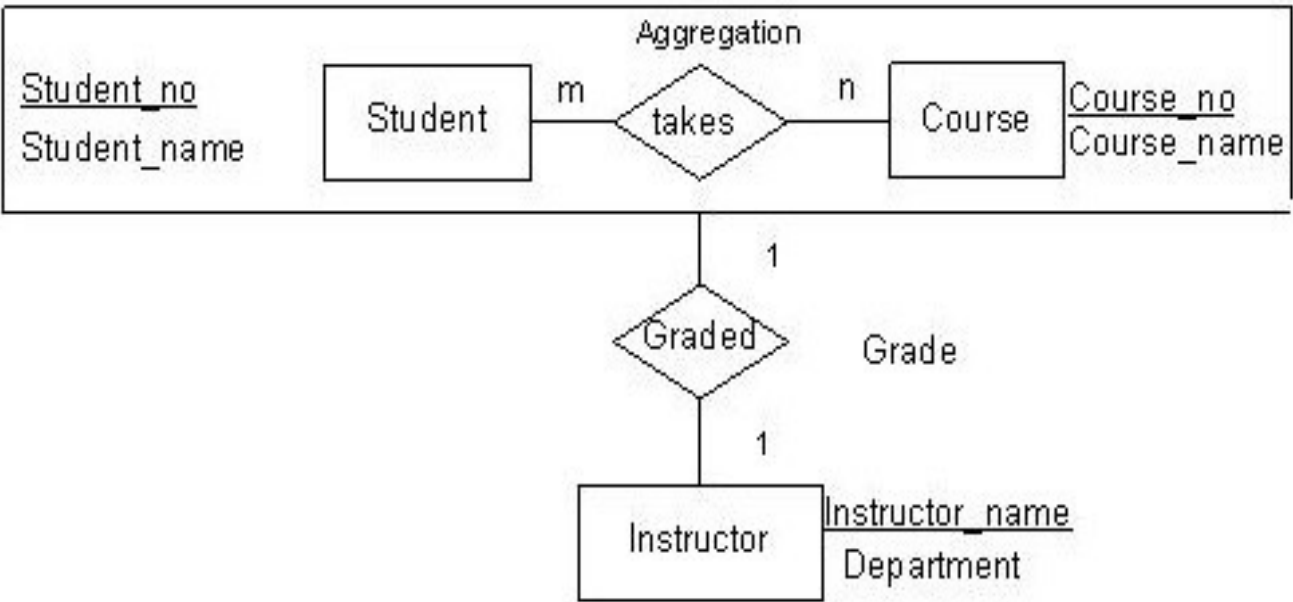 Aggregation
Student_no
Student_name
Student
m
takes
n
Course
Course_no
Course_name
1
Graded
Grade
1
Instructor
Instructor_name
Department